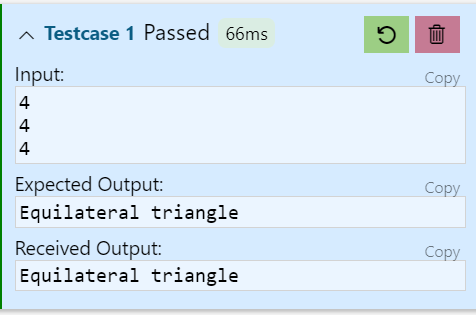 Testcase 1 Passed 66ms
Input:
Copy
4
4
4
Expected Output:
Copy
Equilateral triangle
Received Output:
Copy
Equilateral triangle